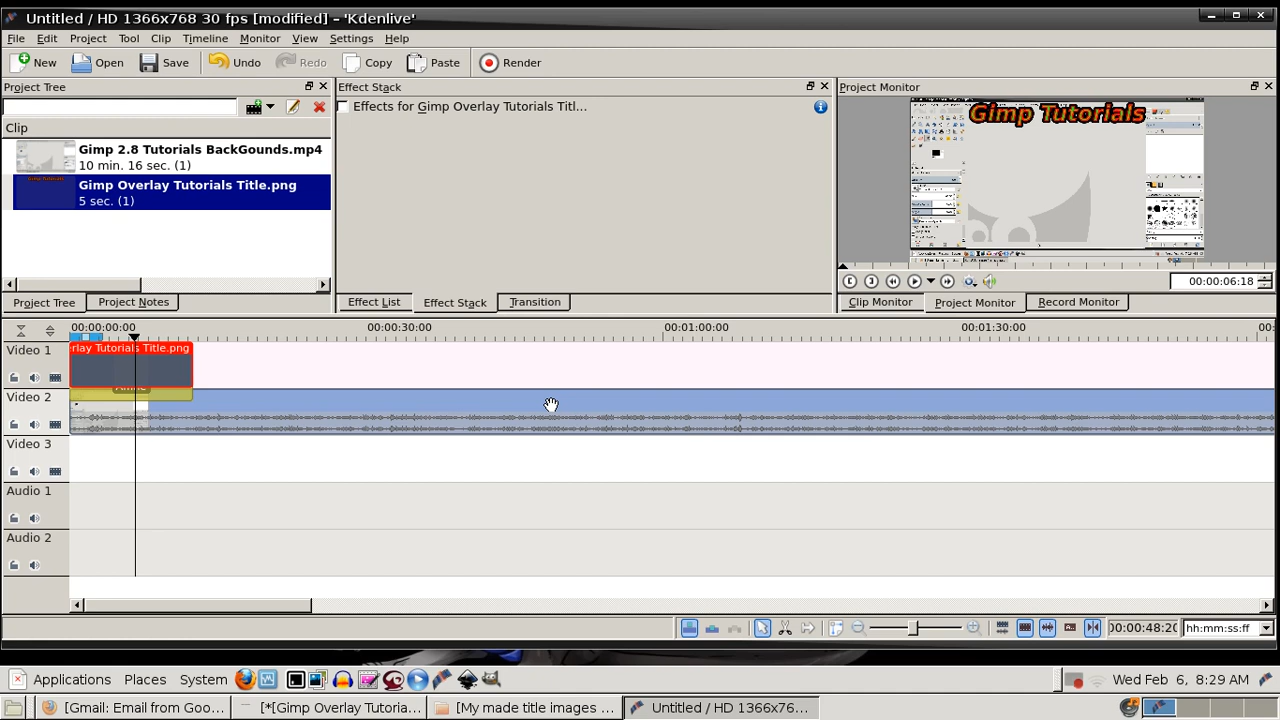 Untitled / HD 1366x768 30 fps [modified] – 'Kdenlive'
File Edit Project Tool Clip Timeline Monitor View Settings Help
New Open Save Undo Redo Copy Paste Render
Project Tree
Effect Stack
Project Monitor
Effects for Gimp Overlay Tutorials Titl...
Gimp Tutorials
Clip
Gimp 2.8 Tutorials BackGounds.mp4
10 min. 16 sec. (1)
Gimp Overlay Tutorials Title.png
5 sec. (1)
00:00:06:18
Project Tree Project Notes
Effect List Effect Stack Transition
Clip Monitor Project Monitor Record Monitor
00:00:00:00 00:00:30:00 00:01:00:00 00:01:30:00 00:
Video 1
rlay Tutorials Title.png
Video 2
Video 3
Audio 1
Audio 2
00:00:48:20 hh:mm:ss:ff
Applications Places System
Wed Feb 6, 8:29 AM
[Gmail: Email from Goo...
[*[Gimp Overlay Tutoria...
[My made title images ...
Untitled / HD 1366x76...